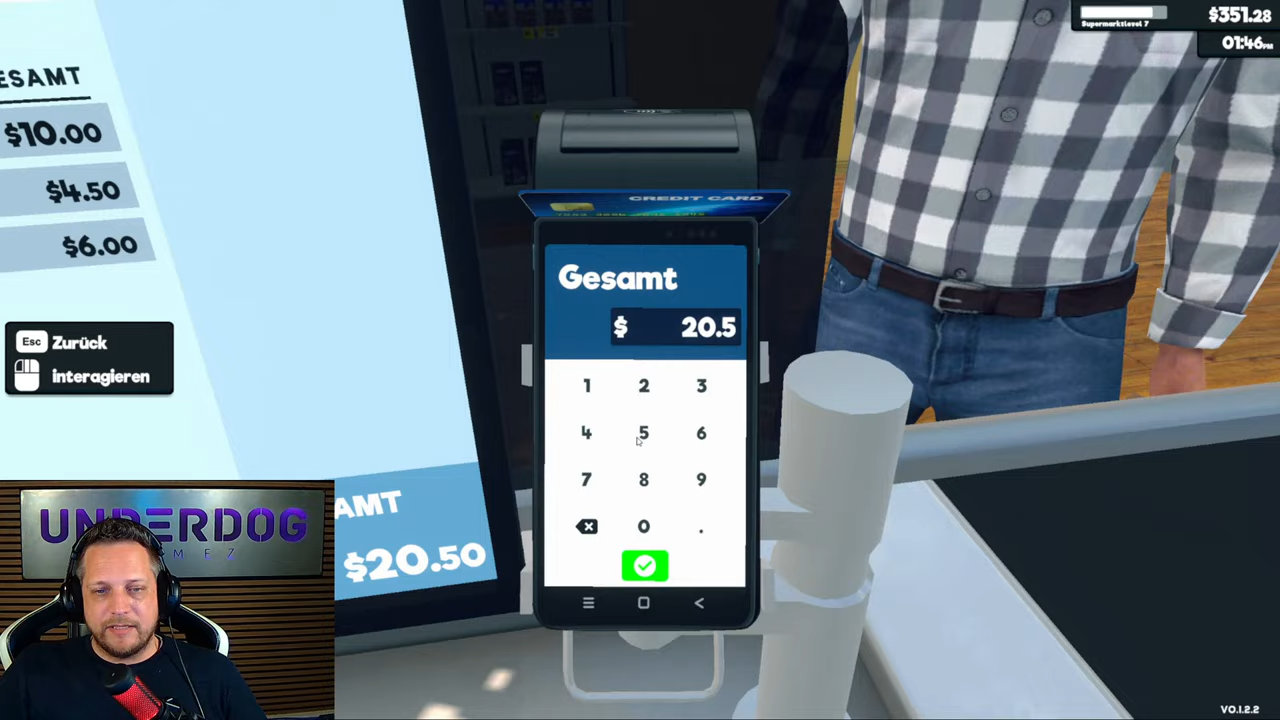 $351.28
Supermarktlevel 7
01:46PM
ESAMT
$10.00
$4.50
$6.00
CREDIT CARD
Gesamt
$ 20.5
1 2 3
4 5 6
7 8 9
0 .
Esc Zurück
interagieren
AMT
$20.50
UNDERDOG
V0.1.2.2